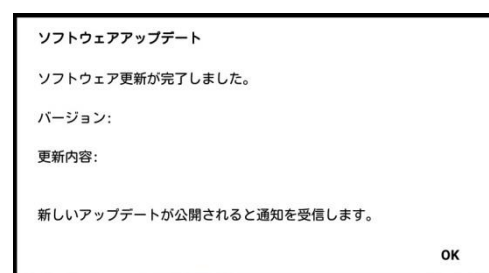 ソフトウェアアップデート
ソフトウェア更新が完了しました。
バージョン:
更新内容:
新しいアップデートが公開されると通知を受信します。
OK